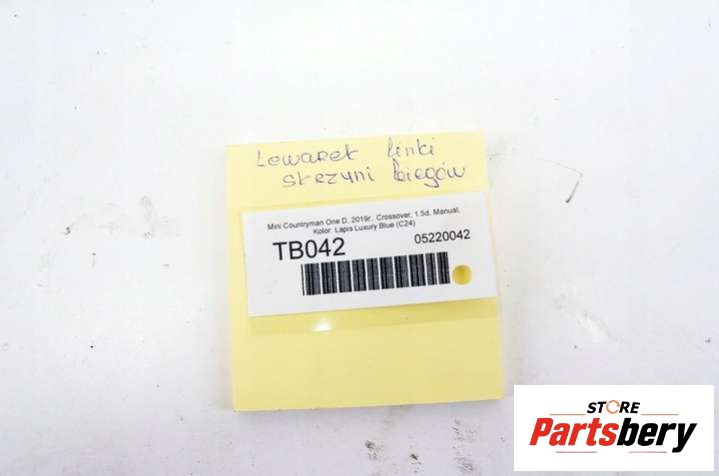 Lewarek linki
skrzyni biegów
Mini Countryman One D, 2019r., Crossover, 1.5d, Manual,
Kolor: Lapis Luxury Blue (C24)
TB042 05220042
STORE
Partsbery